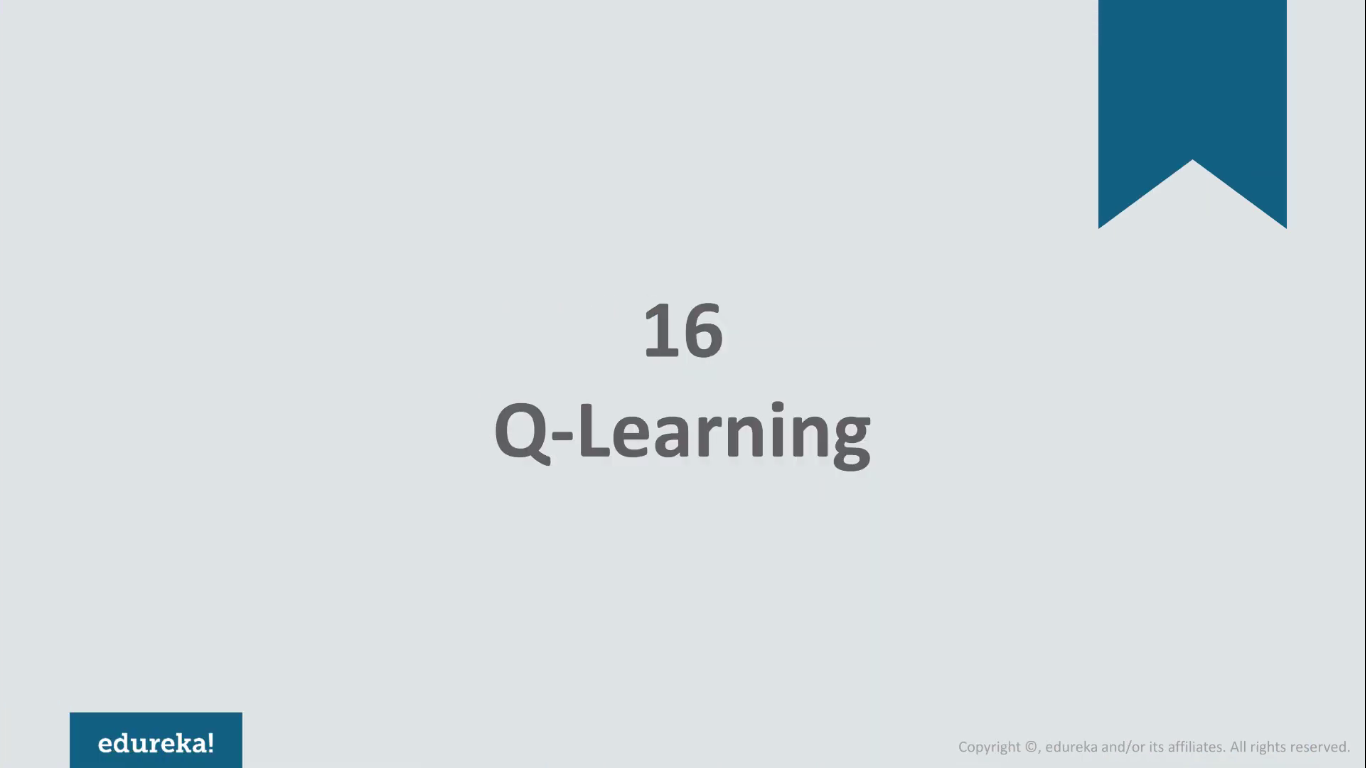 16
Q-Learning
edureka!
Copyright ©, edureka and/or its affiliates. All rights reserved.